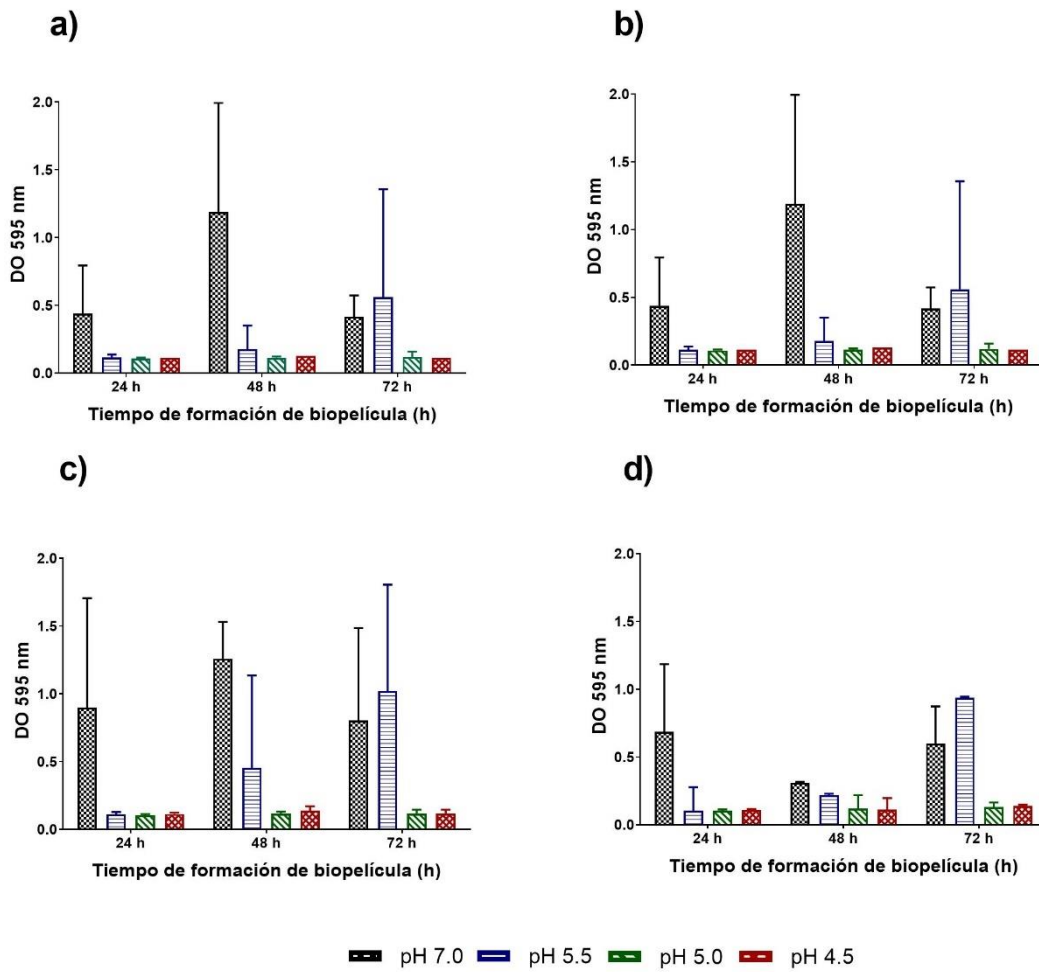 a)
2.0
1.5
1.0
0.5
0.0
DO 595 nm
24 h 48 h 72 h
Tiempo de formación de biopelícula (h)
b)
2.0
1.5
1.0
0.5
0.0
DO 595 nm
24 h 48 h 72 h
TIempo de formación de biopelícula (h)
c)
2.0
1.5
1.0
0.5
0.0
DO 595 nm
24 h 48 h 72 h
Tiempo de formación de biopelícula (h)
d)
2.0
1.5
1.0
0.5
0.0
DO 595 nm
24 h 48 h 72 h
Tiempo de formación de biopelícula (h)
pH 7.0 pH 5.5 pH 5.0 pH 4.5